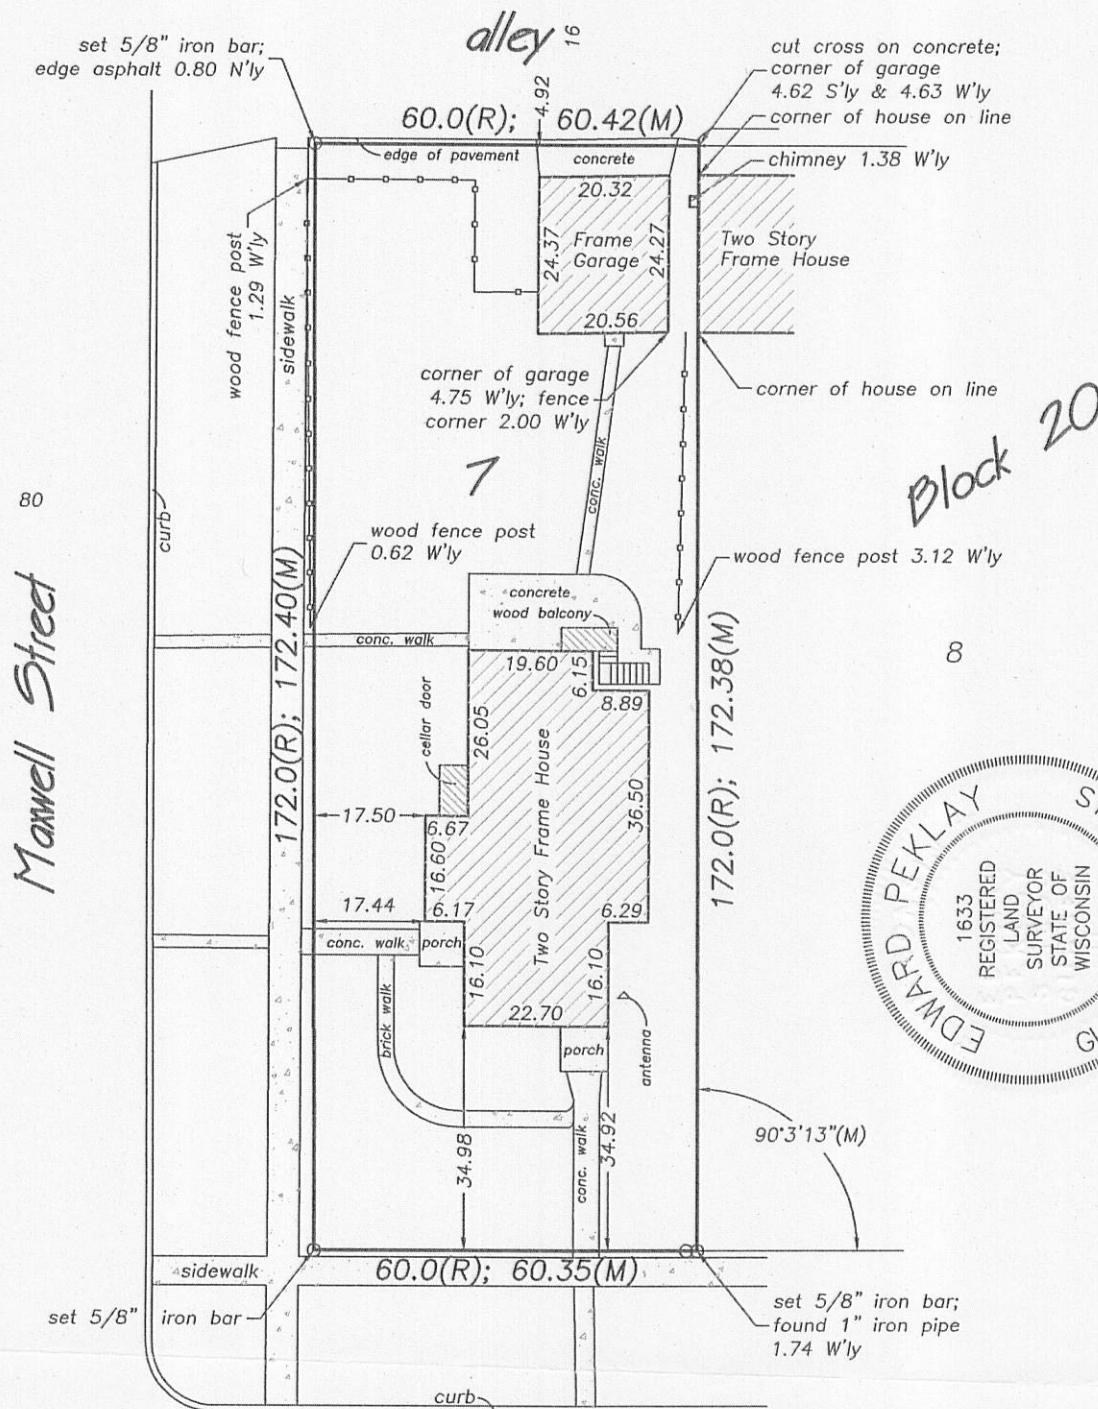 alley 16
set 5/8" iron bar;
edge asphalt 0.80 N'ly
cut cross on concrete;
corner of garage
4.62 S'ly & 4.63 W'ly
corner of house on line
chimney 1.38 W'ly
60.0(R); 60.42(M)
4.92
edge of pavement
concrete
20.32
Frame
Garage
24.37
24.27
20.56
Two Story
Frame House
wood fence post
1.29 W'ly
sidewalk
corner of garage
4.75 W'ly; fence
corner 2.00 W'ly
corner of house on line
Block 20
7
conc. walk
80
curb
Maxwell Street
wood fence post
0.62 W'ly
wood fence post 3.12 W'ly
8
172.0(R); 172.40(M)
172.0(R); 172.38(M)
concrete
wood balcony
conc. walk
19.60
6.15
8.89
cellar door
26.05
Two Story Frame House
36.50
17.50
6.67
16.60
17.44
6.17
6.29
conc. walk
porch
16.10
16.10
22.70
brick walk
porch
antenna
34.98
34.92
conc. walk
EDWARD PEKLAY
1633
REGISTERED
LAND
SURVEYOR
STATE OF
WISCONSIN
90°3'13"(M)
sidewalk
60.0(R); 60.35(M)
set 5/8" iron bar
set 5/8" iron bar;
found 1" iron pipe
1.74 W'ly
curb